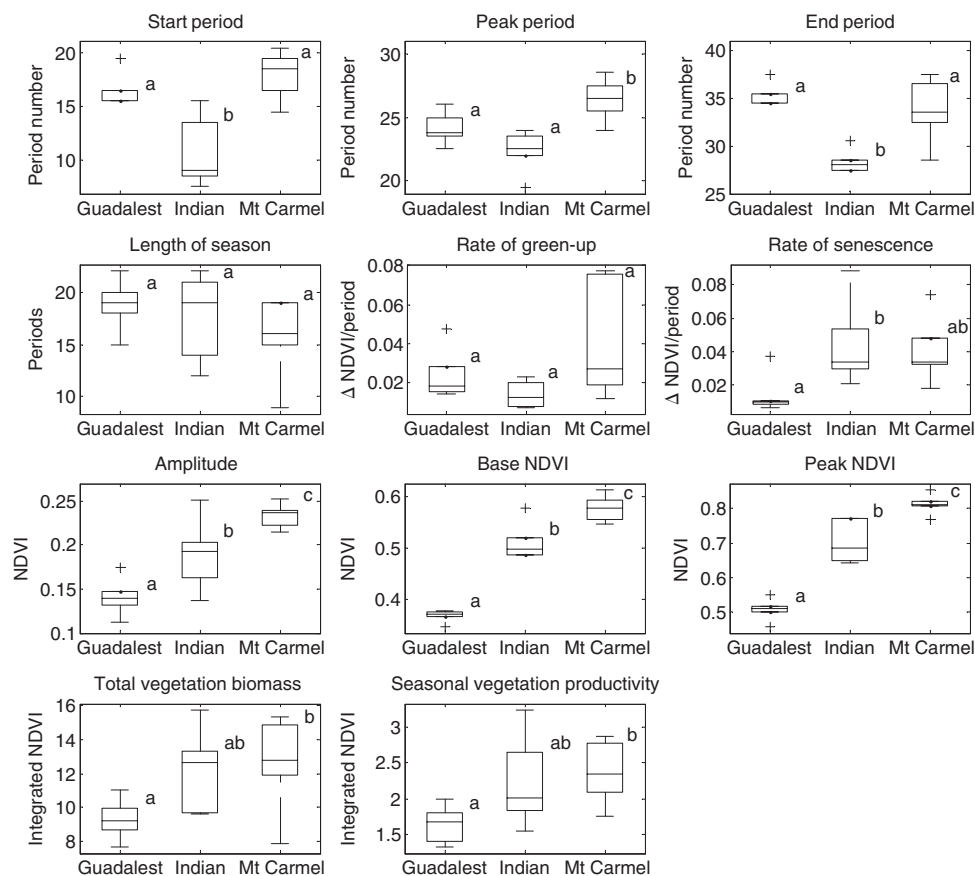 Start period
Peak period
End period
Period number
20
15
10
a
b
a
Guadalest Indian Mt Carmel
Period number
30
25
20
a
a
b
Guadalest Indian Mt Carmel
Period number
40
35
30
25
a
b
a
Guadalest Indian Mt Carmel
Length of season
Rate of green-up
Rate of senescence
Periods
20
15
10
a
a
a
Guadalest Indian Mt Carmel
Δ NDVI/period
0.08
0.06
0.04
0.02
a
a
a
Guadalest Indian Mt Carmel
Δ NDVI/period
0.08
0.06
0.04
0.02
a
b
ab
Guadalest Indian Mt Carmel
Amplitude
Base NDVI
Peak NDVI
NDVI
0.25
0.2
0.15
0.1
a
b
c
Guadalest Indian Mt Carmel
NDVI
0.6
0.5
0.4
a
b
c
Guadalest Indian Mt Carmel
NDVI
0.8
0.7
0.6
0.5
a
b
c
Guadalest Indian Mt Carmel
Total vegetation biomass
Seasonal vegetation productivity
Integrated NDVI
16
14
12
10
8
a
ab
b
Guadalest Indian Mt Carmel
Integrated NDVI
3
2.5
2
1.5
a
ab
b
Guadalest Indian Mt Carmel